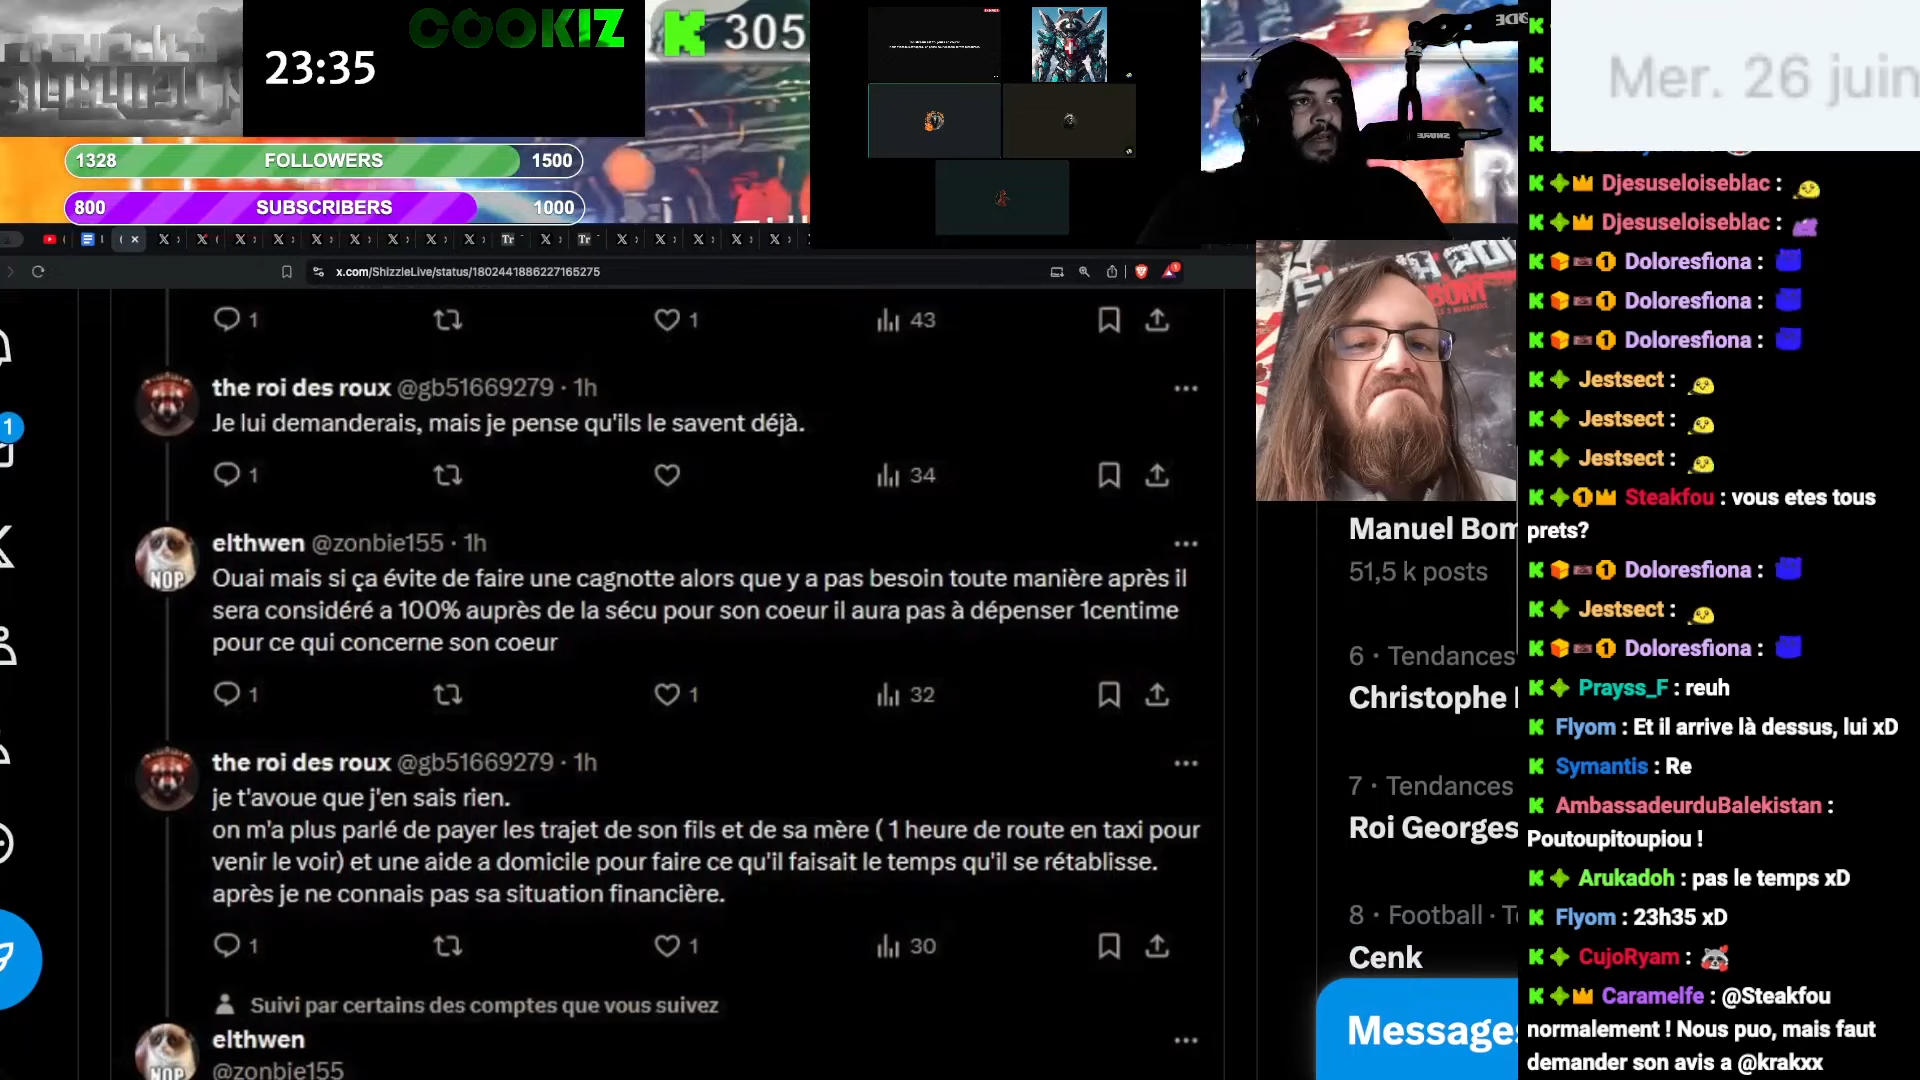 COOKIZ
23:35
305
1328 FOLLOWERS 1500
800 SUBSCRIBERS 1000
Mer. 26 juin
x.com/ShizzleLive/status/1802441886227165275
1 1 43
the roi des roux @gb51669279 · 1h
Je lui demanderais, mais je pense qu'ils le savent déjà.
1 34
elthwen @zonbie155 · 1h
NOP
Ouai mais si ça évite de faire une cagnotte alors que y a pas besoin toute manière après il
sera considéré a 100% auprès de la sécu pour son coeur il aura pas à dépenser 1centime
pour ce qui concerne son coeur
1 1 32
the roi des roux @gb51669279 · 1h
je t'avoue que j'en sais rien.
on m'a plus parlé de payer les trajet de son fils et de sa mère ( 1 heure de route en taxi pour
venir le voir) et une aide a domicile pour faire ce qu'il faisait le temps qu'il se rétablisse.
après je ne connais pas sa situation financière.
1 1 30
Suivi par certains des comptes que vous suivez
elthwen
@zonbie155
NOP
Manuel Bom
51,5 k posts
6 · Tendances
Christophe
7 · Tendances
Roi Georges
8 · Football ·
Cenk
Messages
Djesuseloiseblac :
Djesuseloiseblac :
Doloresfiona :
Doloresfiona :
Doloresfiona :
Jestsect :
Jestsect :
Jestsect :
Steakfou : vous etes tous
prets?
Doloresfiona :
Jestsect :
Doloresfiona :
Prayss_F : reuh
Flyom : Et il arrive là dessus, lui xD
Symantis : Re
AmbassadeurduBalekistan :
Poutoupitoupiou !
Arukadoh : pas le temps xD
Flyom : 23h35 xD
CujoRyam :
Caramelfe : @Steakfou
normalement ! Nous puo, mais faut
demander son avis a @krakxx